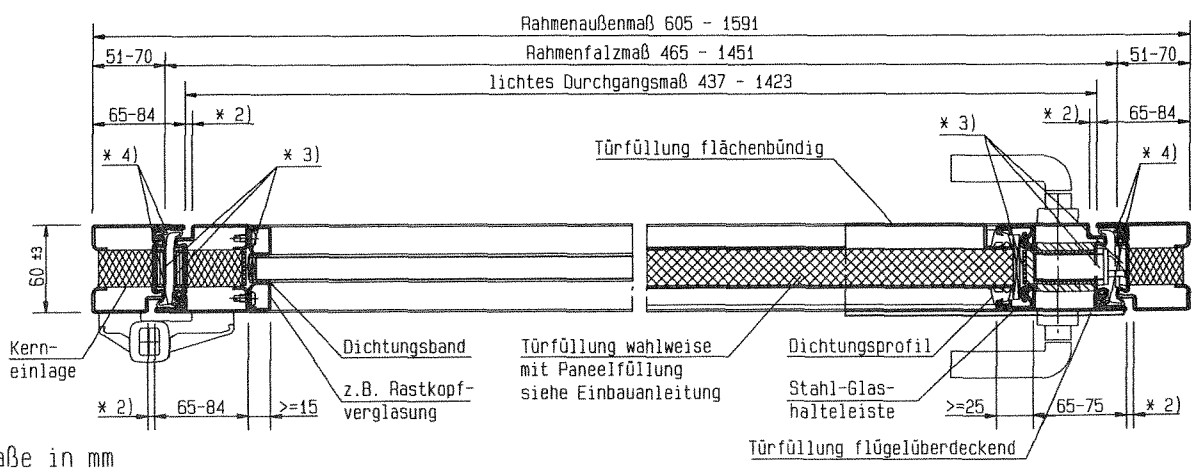 Rahmenaußenmaß 605 - 1591
51-70
Rahmenfalzmaß 465 - 1451
51-70
lichtes Durchgangsmaß 437 - 1423
65-84
* 2)
* 2)
65-84
* 4)
* 3)
Türfüllung flächenbündig
* 3)
* 4)
60 ±3
Kern-
einlage
Dichtungsband
z.B. Rastkopf-
verglasung
Türfüllung wahlweise
mit Paneelfüllung
siehe Einbauanleitung
Dichtungsprofil
Stahl-Glas-
halteleiste
* 2)
65-84
>=15
>=25
65-75
* 2)
Türfüllung flügelüberdeckend
aße in mm